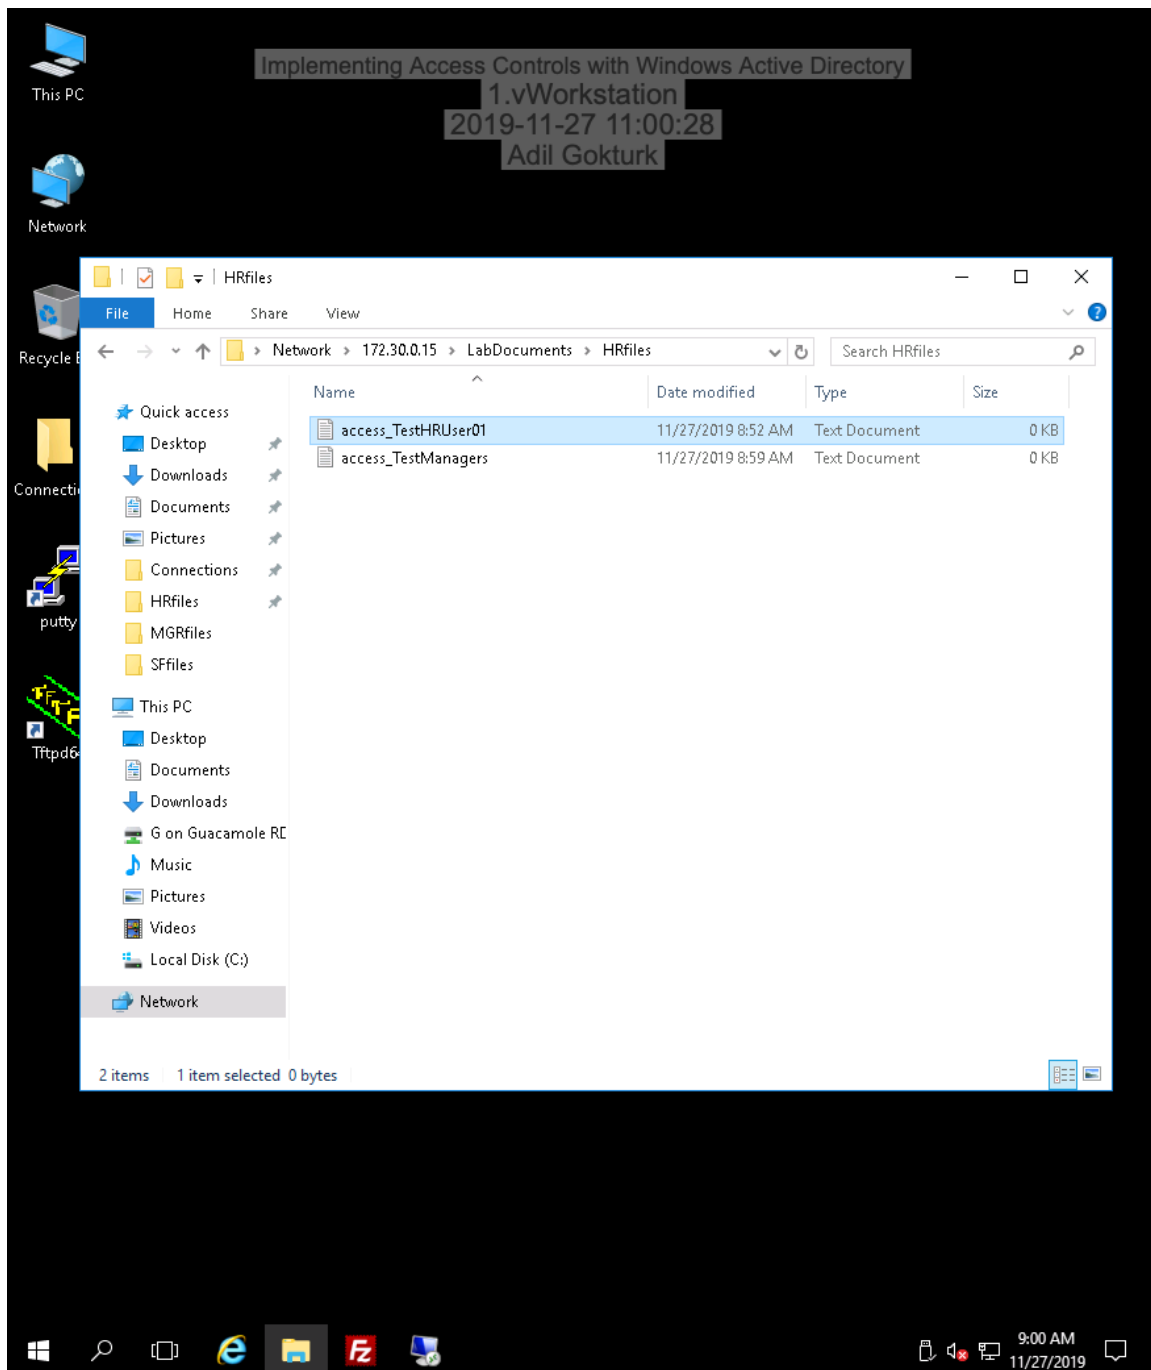 This PC
Implementing Access Controls with Windows Active Directory
1.vWorkstation
2019-11-27 11:00:28
Adil Gokturk
Network
HRfiles
File Home Share View
Recycle
Network > 172.30.0.15 > LabDocuments > HRfiles
Search HRfiles
Name Date modified Type Size
access_TestHRUser01 11/27/2019 8:52 AM Text Document 0 KB
access_TestManagers 11/27/2019 8:59 AM Text Document 0 KB
Quick access
Desktop
Downloads
Documents
Pictures
Connections
HRfiles
MGRfiles
SFfiles
This PC
Desktop
Documents
Downloads
G on Guacamole RD
Music
Pictures
Videos
Local Disk (C:)
Network
2 items 1 item selected 0 bytes
Connecti
putty
Tftpd6
9:00 AM
11/27/2019